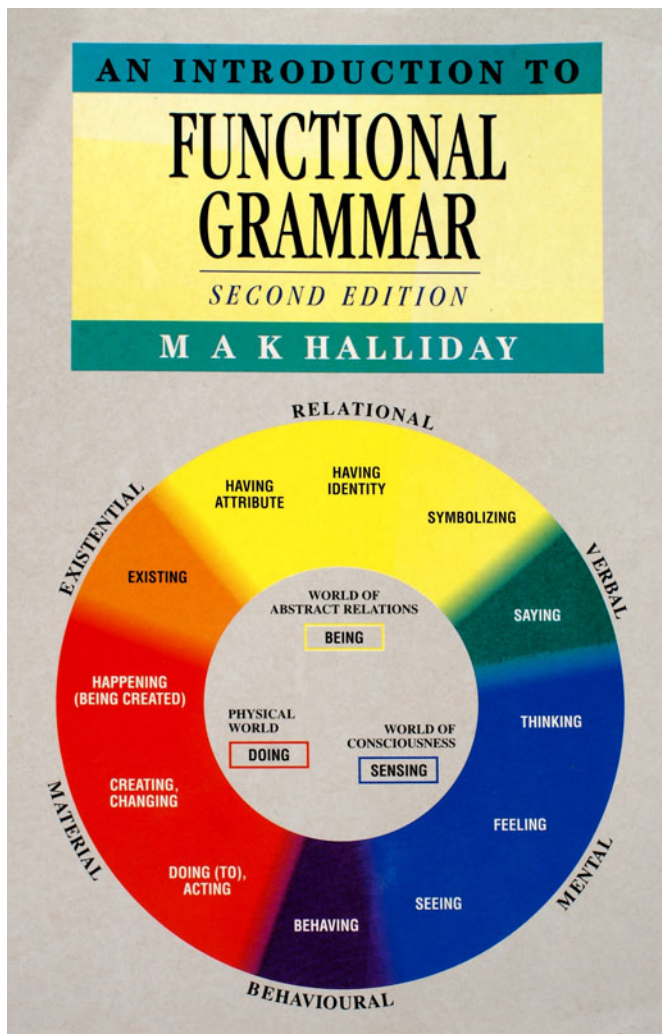 AN INTRODUCTION TO
FUNCTIONAL
GRAMMAR
SECOND EDITION
M A K HALLIDAY
RELATIONAL
HAVING
ATTRIBUTE
HAVING
IDENTITY
SYMBOLIZING
EXISTENTIAL
EXISTING
VERBAL
SAYING
WORLD OF
ABSTRACT RELATIONS
BEING
HAPPENING
(BEING CREATED)
PHYSICAL
WORLD
DOING
WORLD OF
CONSCIOUSNESS
SENSING
THINKING
CREATING,
CHANGING
FEELING
MATERIAL
DOING (TO),
ACTING
SEEING
MENTAL
BEHAVING
BEHAVIOURAL